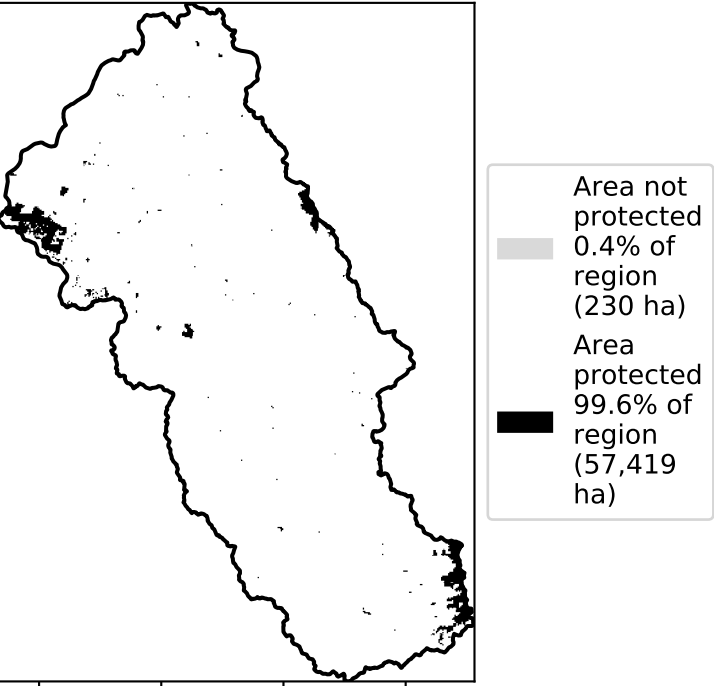 Area not
protected
0.4% of
region
(230 ha)
Area
protected
99.6% of
region
(57,419
ha)